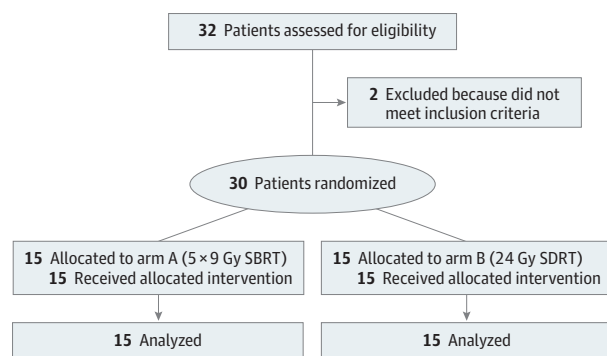 32 Patients assessed for eligibility
2 Excluded because did not
meet inclusion criteria
30 Patients randomized
15 Allocated to arm A (5 × 9 Gy SBRT)
15 Received allocated intervention
15 Allocated to arm B (24 Gy SDRT)
15 Received allocated intervention
15 Analyzed
15 Analyzed